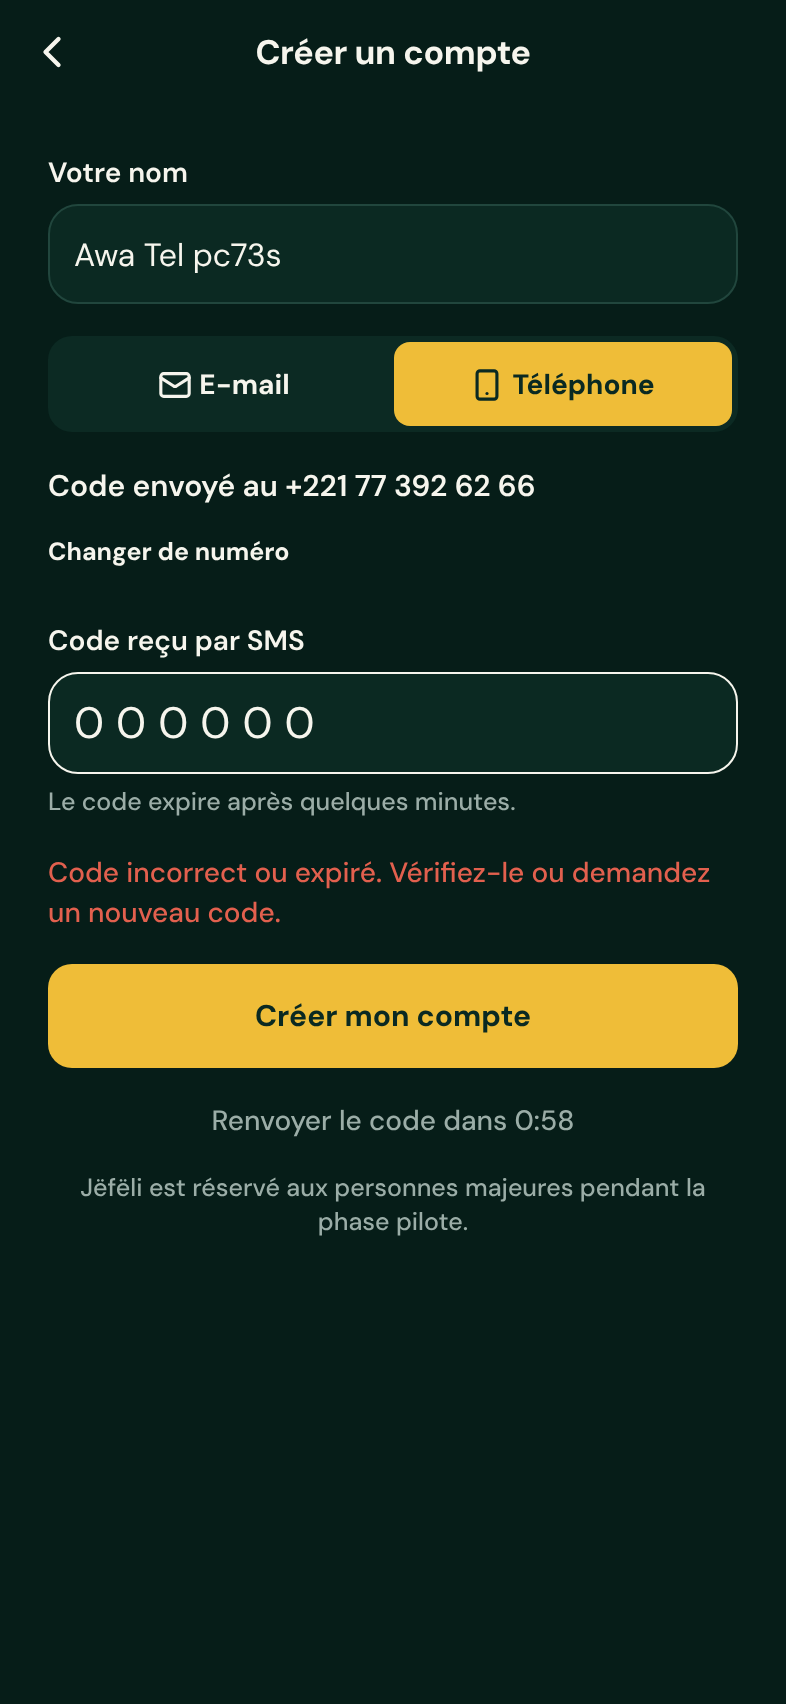 Créer un compte
Votre nom
Awa Tel pc73s
E-mail
Téléphone
Code envoyé au +221 77 392 62 66
Changer de numéro
Code reçu par SMS
000000
Le code expire après quelques minutes.
Code incorrect ou expiré. Vérifiez-le ou demandez
un nouveau code.
Créer mon compte
Renvoyer le code dans 0:58
Jëfëli est réservé aux personnes majeures pendant la
phase pilote.